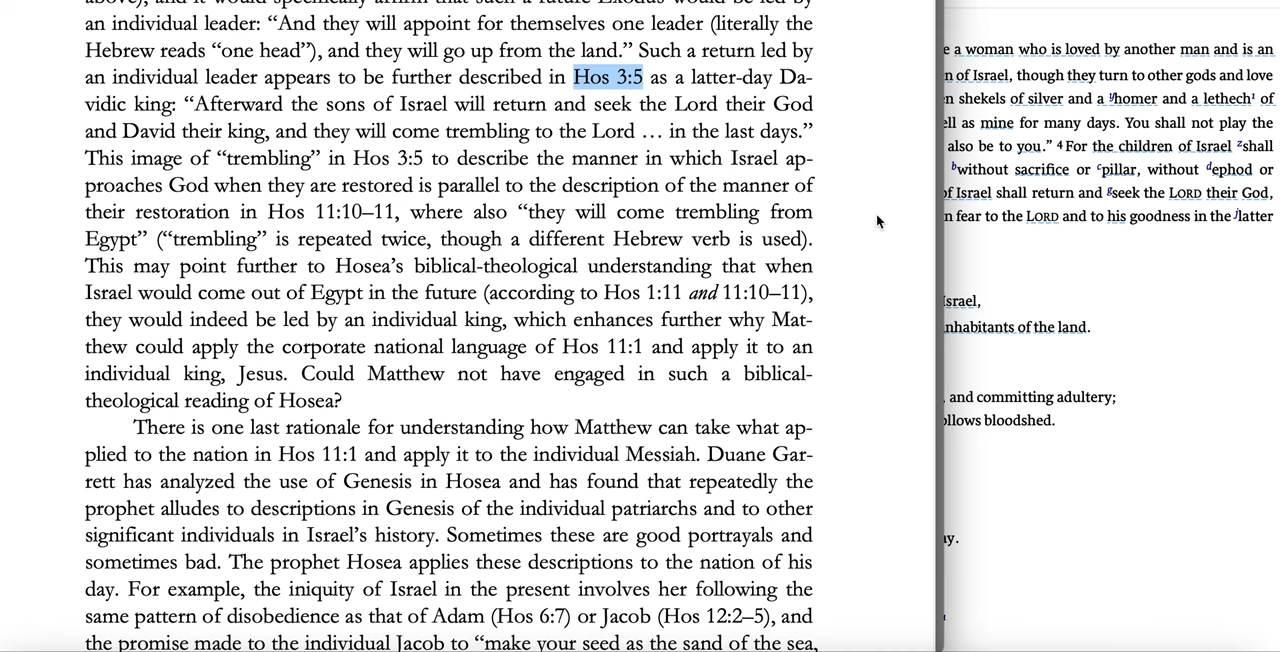 above), and it would specifically affirm that such a future Exodus would be led by
an individual leader: “And they will appoint for themselves one leader (literally the
Hebrew reads “one head”), and they will go up from the land.” Such a return led by
an individual leader appears to be further described in Hos 3:5 as a latter-day Da-
vidic king: “Afterward the sons of Israel will return and seek the Lord their God
and David their king, and they will come trembling to the Lord … in the last days.”
This image of “trembling” in Hos 3:5 to describe the manner in which Israel ap-
proaches God when they are restored is parallel to the description of the manner of
their restoration in Hos 11:10–11, where also “they will come trembling from
Egypt” (“trembling” is repeated twice, though a different Hebrew verb is used).
This may point further to Hosea’s biblical-theological understanding that when
Israel would come out of Egypt in the future (according to Hos 1:11 and 11:10–11),
they would indeed be led by an individual king, which enhances further why Mat-
thew could apply the corporate national language of Hos 11:1 and apply it to an
individual king, Jesus. Could Matthew not have engaged in such a biblical-
theological reading of Hosea?
There is one last rationale for understanding how Matthew can take what ap-
plied to the nation in Hos 11:1 and apply it to the individual Messiah. Duane Gar-
rett has analyzed the use of Genesis in Hosea and has found that repeatedly the
prophet alludes to descriptions in Genesis of the individual patriarchs and to other
significant individuals in Israel’s history. Sometimes these are good portrayals and
sometimes bad. The prophet Hosea applies these descriptions to the nation of his
day. For example, the iniquity of Israel in the present involves her following the
same pattern of disobedience as that of Adam (Hos 6:7) or Jacob (Hos 12:2–5), and
the promise made to the individual Jacob to “make your seed as the sand of the sea,
e a woman who is loved by another man and is an
n of Israel, though they turn to other gods and love
n shekels of silver and a yhomer and a lethech1 of
ell as mine for many days. You shall not play the
also be to you.” 4 For the children of Israel zshall
bwithout sacrifice or cpillar, without dephod or
of Israel shall return and gseek the LORD their God,
n fear to the LORD and to his goodness in the jlatter
Israel,
nhabitants of the land.
, and committing adultery;
ollows bloodshed.
ay.